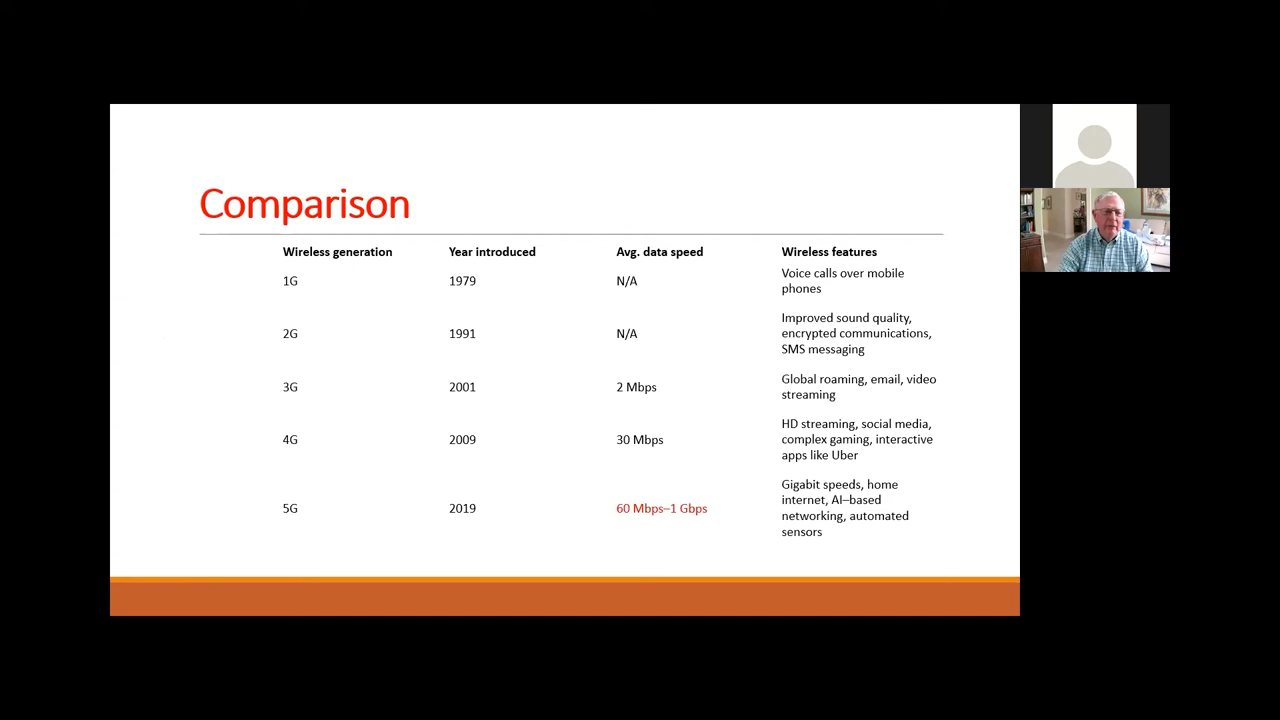 Comparison
Wireless generation Year introduced Avg. data speed Wireless features
1G 1979 N/A Voice calls over mobile
phones
2G 1991 N/A Improved sound quality,
encrypted communications,
SMS messaging
3G 2001 2 Mbps Global roaming, email, video
streaming
4G 2009 30 Mbps HD streaming, social media,
complex gaming, interactive
apps like Uber
5G 2019 60 Mbps–1 Gbps Gigabit speeds, home
internet, AI–based
networking, automated
sensors